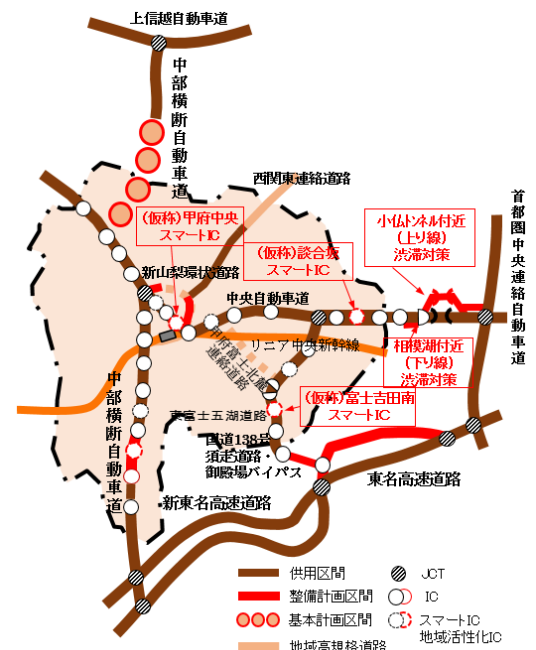 上信越自動車道
中部横断自動車道
西関東連絡道路
(仮称)甲府中央
スマートIC
(仮称)談合坂
スマートIC
小仏トンネル付近
(上り線)
渋滞対策
首都圏中央連絡自動車道
新山梨環状道路
中央自動車道
リニア中央新幹線
甲府富士北麓
連絡道路
相模湖付近
(下り線)
渋滞対策
中部横断自動車道
(仮称)富士吉田南
スマートIC
東富士五湖道路
国道138号
須走道路・
御殿場バイパス
東名高速道路
新東名高速道路
供用区間
JCT
整備計画区間
IC
基本計画区間
スマートIC
地域活性化IC
地域高規格道路